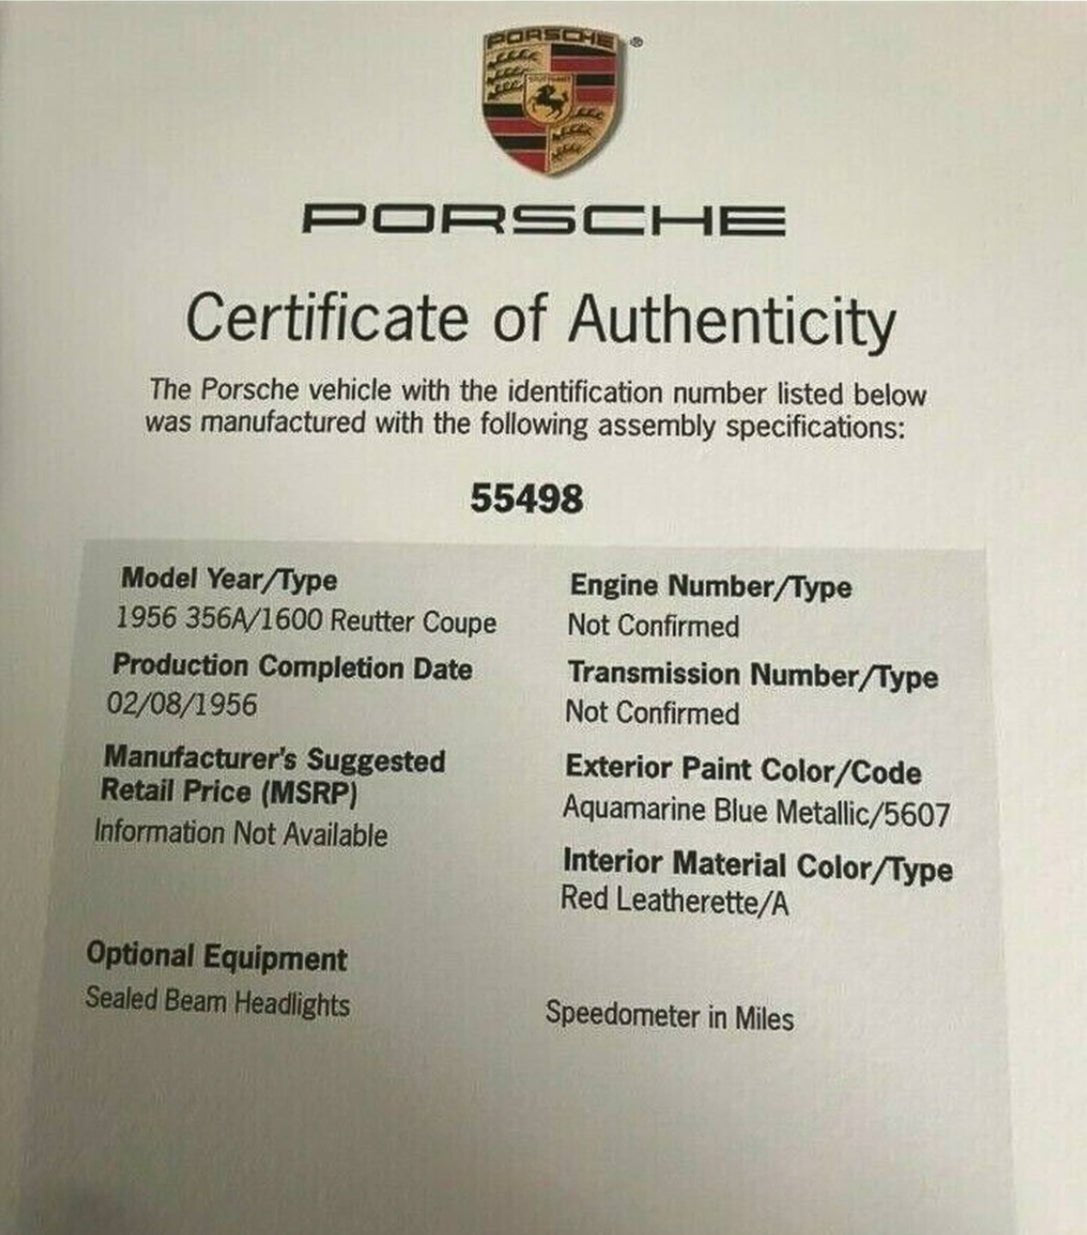 PORSCHE
STUTTGART
®
PORSCHE
Certificate of Authenticity
The Porsche vehicle with the identification number listed below
was manufactured with the following assembly specifications:
55498
Model Year/Type
1956 356A/1600 Reutter Coupe
Production Completion Date
02/08/1956
Manufacturer's Suggested
Retail Price (MSRP)
Information Not Available
Engine Number/Type
Not Confirmed
Transmission Number/Type
Not Confirmed
Exterior Paint Color/Code
Aquamarine Blue Metallic/5607
Interior Material Color/Type
Red Leatherette/A
Optional Equipment
Sealed Beam Headlights
Speedometer in Miles